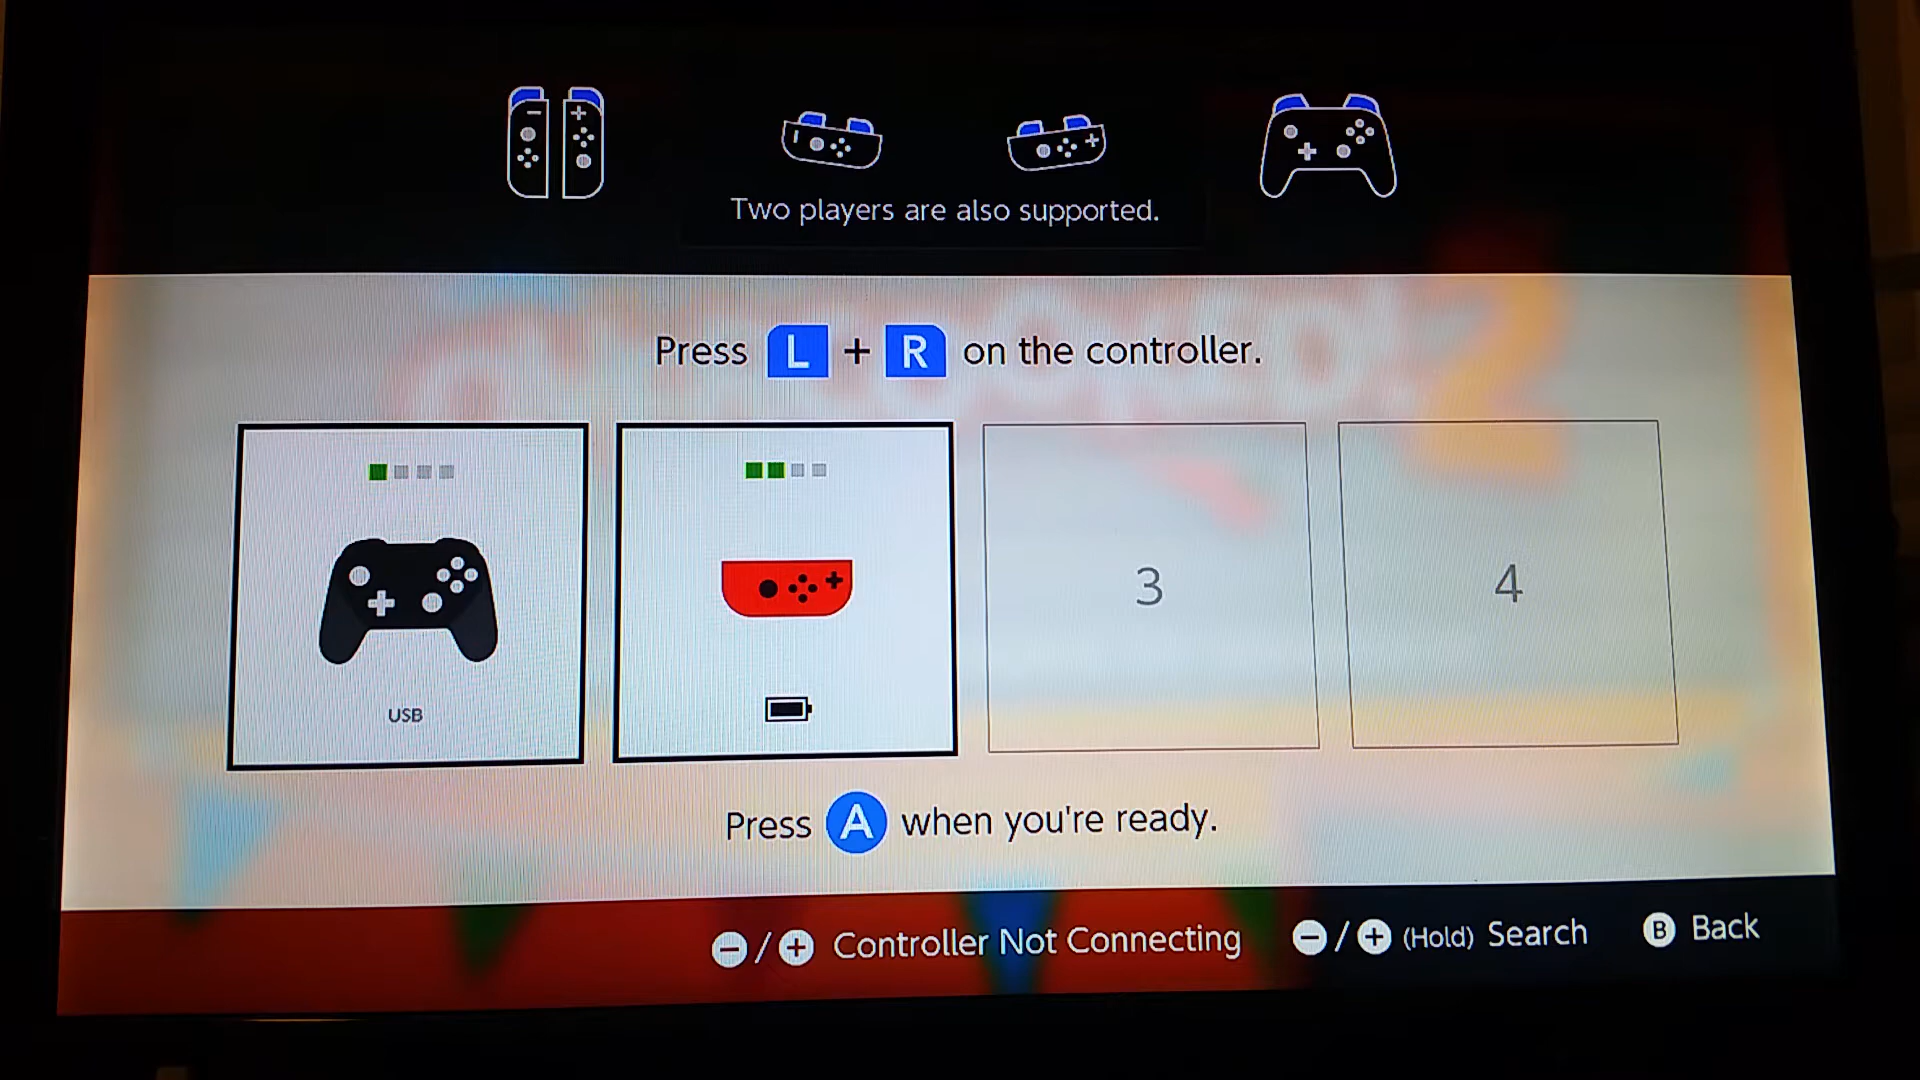 Two players are also supported.
Press L + R on the controller.
USB
3
4
Press A when you're ready.
−/+ Controller Not Connecting −/+ (Hold) Search B Back